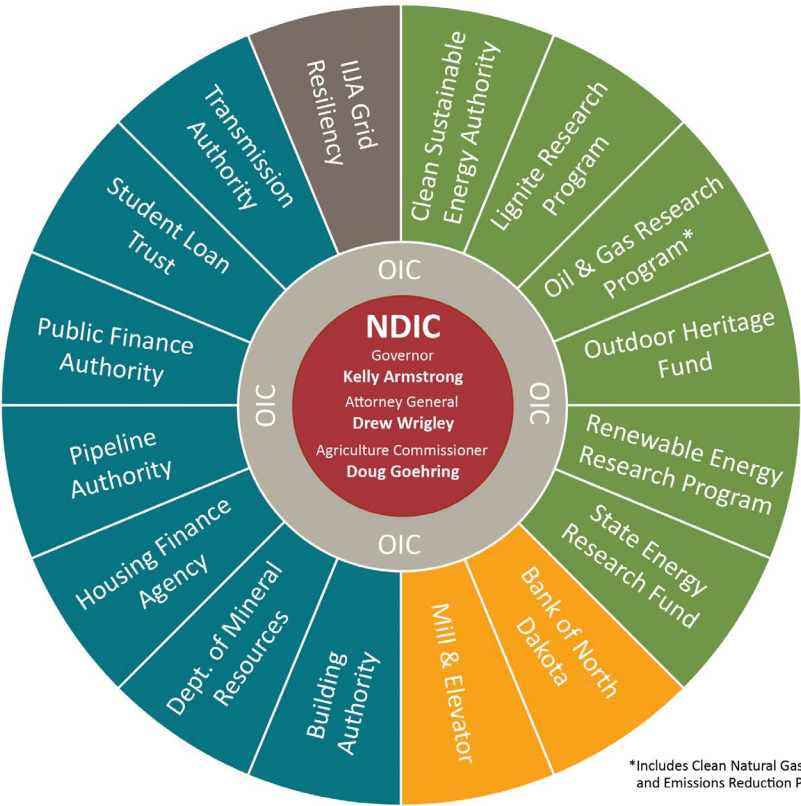 IIJA Grid
Resiliency
Clean Sustainable
Energy Authority
Lignite Research
Program
Oil & Gas Research
Program*
Outdoor Heritage
Fund
Renewable Energy
Research Program
State Energy
Research Fund
Bank of North
Dakota
Mill & Elevator
Building
Authority
Dept. of Mineral
Resources
Housing Finance
Agency
Pipeline
Authority
Public Finance
Authority
Student Loan
Trust
Transmission
Authority
OIC
OIC
OIC
OIC
NDIC
Governor
Kelly Armstrong
Attorney General
Drew Wrigley
Agriculture Commissioner
Doug Goehring
*Includes Clean Natural Gas
and Emissions Reduction P